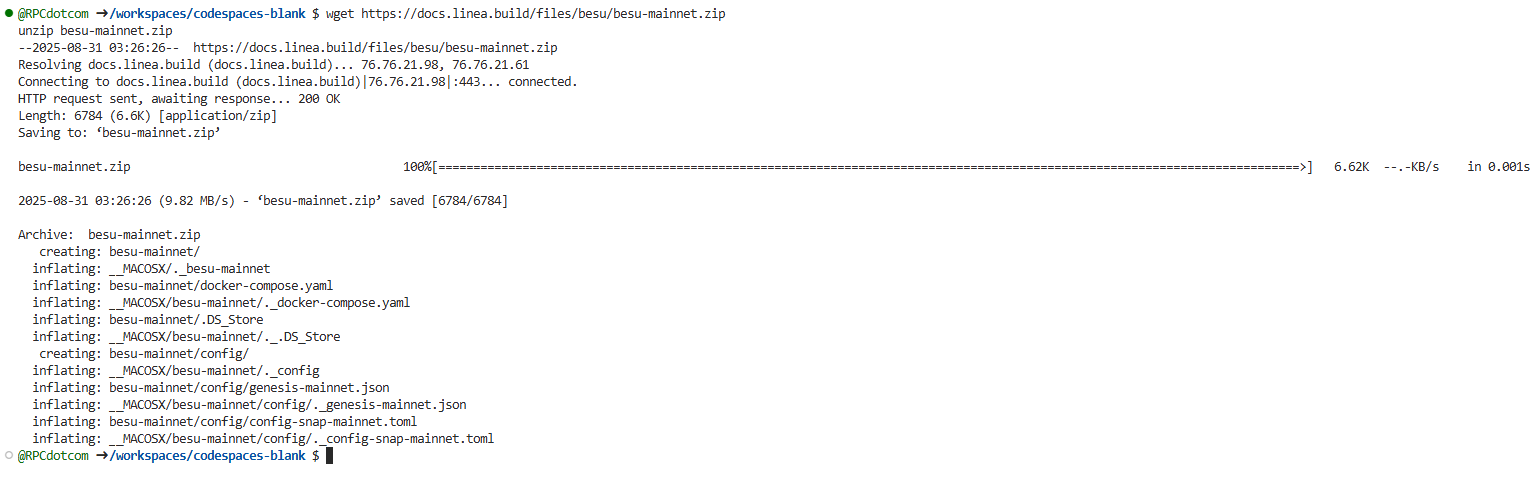 @RPCdotcom ➜/workspaces/codespaces-blank $ wget https://docs.linea.build/files/besu/besu-mainnet.zip
unzip besu-mainnet.zip
--2025-08-31 03:26:26--  https://docs.linea.build/files/besu/besu-mainnet.zip
Resolving docs.linea.build (docs.linea.build)... 76.76.21.98, 76.76.21.61
Connecting to docs.linea.build (docs.linea.build)|76.76.21.98|:443... connected.
HTTP request sent, awaiting response... 200 OK
Length: 6784 (6.6K) [application/zip]
Saving to: ‘besu-mainnet.zip’
besu-mainnet.zip 100%[===========================================================================================================================>] 6.62K --.-KB/s in 0.001s
2025-08-31 03:26:26 (9.82 MB/s) - ‘besu-mainnet.zip’ saved [6784/6784]
Archive:  besu-mainnet.zip
creating: besu-mainnet/
inflating: __MACOSX/._besu-mainnet
inflating: besu-mainnet/docker-compose.yaml
inflating: __MACOSX/besu-mainnet/._docker-compose.yaml
inflating: besu-mainnet/.DS_Store
inflating: __MACOSX/besu-mainnet/._.DS_Store
creating: besu-mainnet/config/
inflating: __MACOSX/besu-mainnet/._config
inflating: besu-mainnet/config/genesis-mainnet.json
inflating: __MACOSX/besu-mainnet/config/._genesis-mainnet.json
inflating: besu-mainnet/config/config-snap-mainnet.toml
inflating: __MACOSX/besu-mainnet/config/._config-snap-mainnet.toml
@RPCdotcom ➜/workspaces/codespaces-blank $